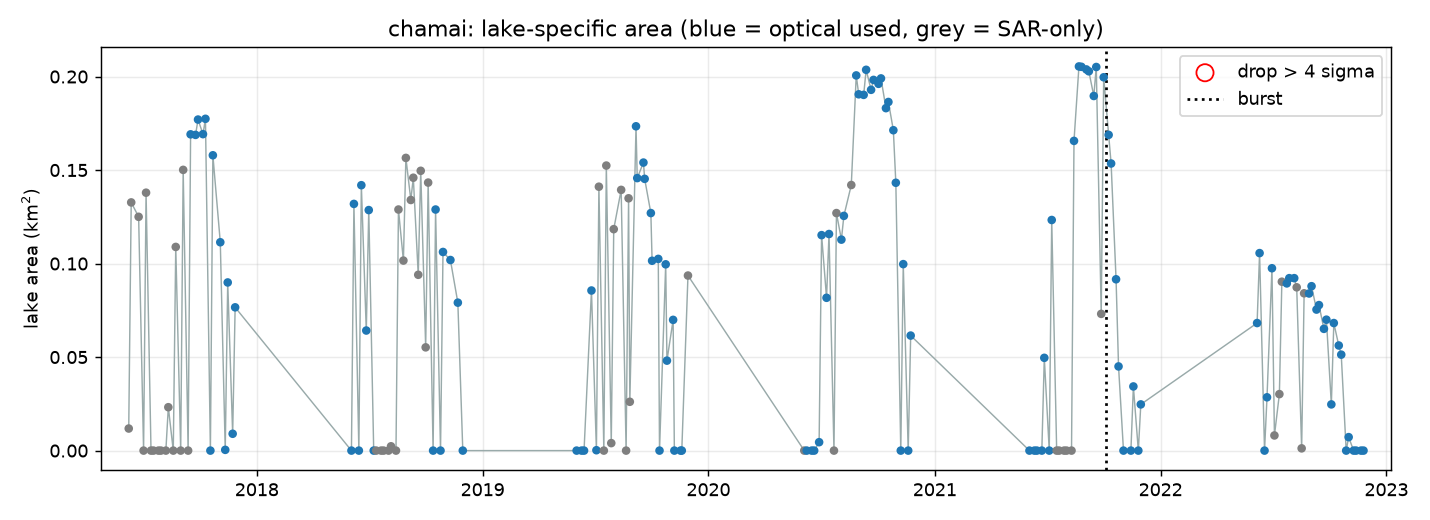 chamai: lake-specific area (blue = optical used, grey = SAR-only)
drop > 4 sigma
burst
lake area (km²)
0.20
0.15
0.10
0.05
0.00
2018 2019 2020 2021 2022 2023